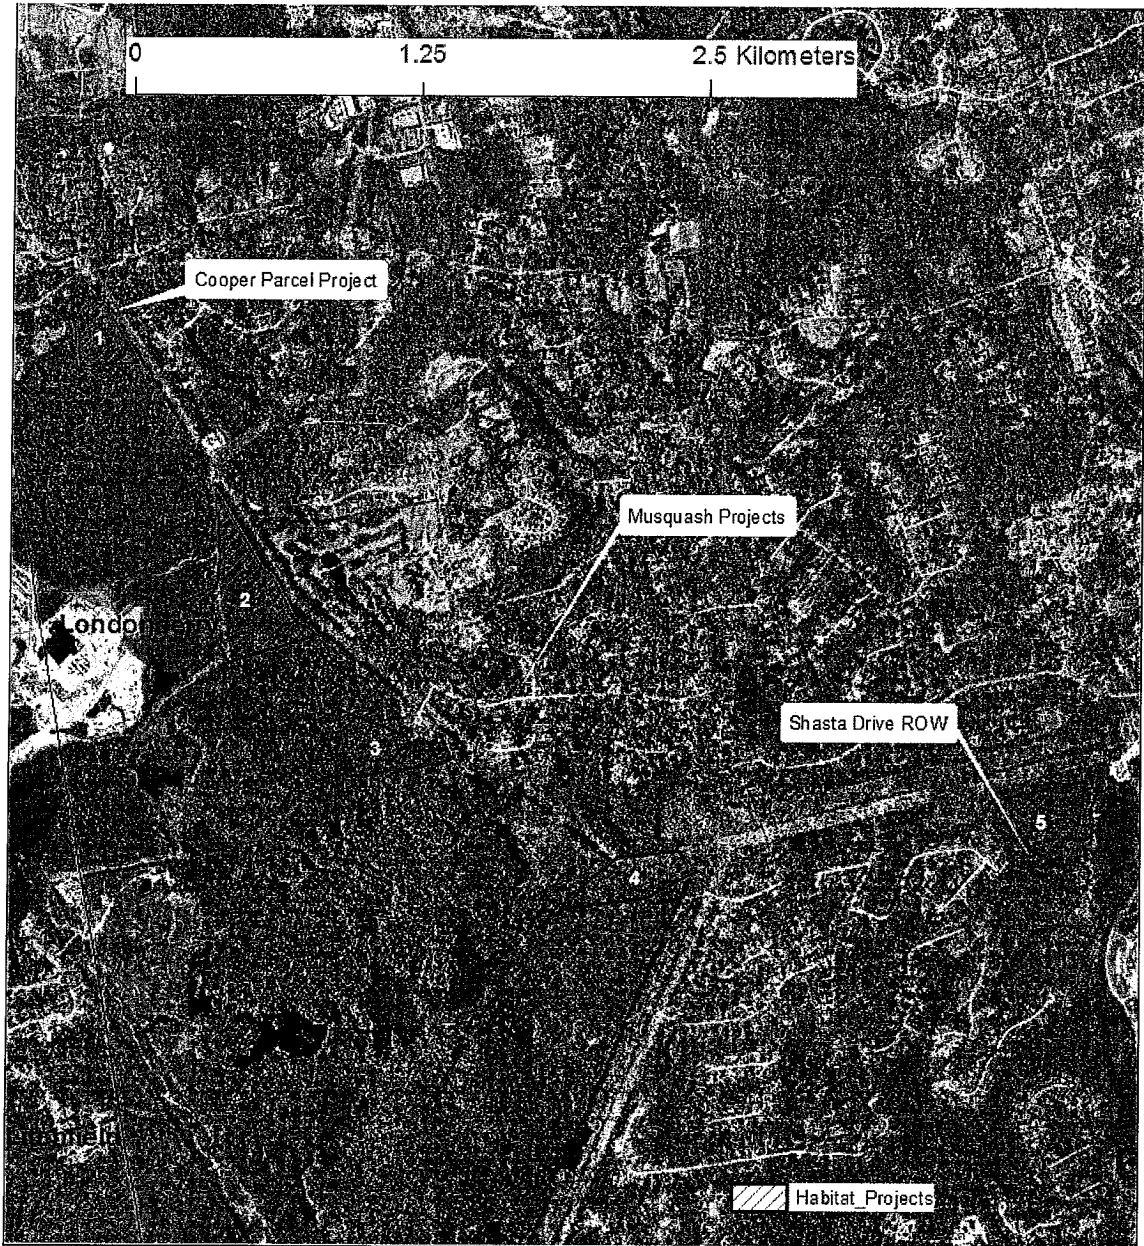 0 1.25 2.5 Kilometers
Cooper Parcel Project
1
Musquash Projects
2
3
Shasta Drive ROW
5
4
Habitat_Projects